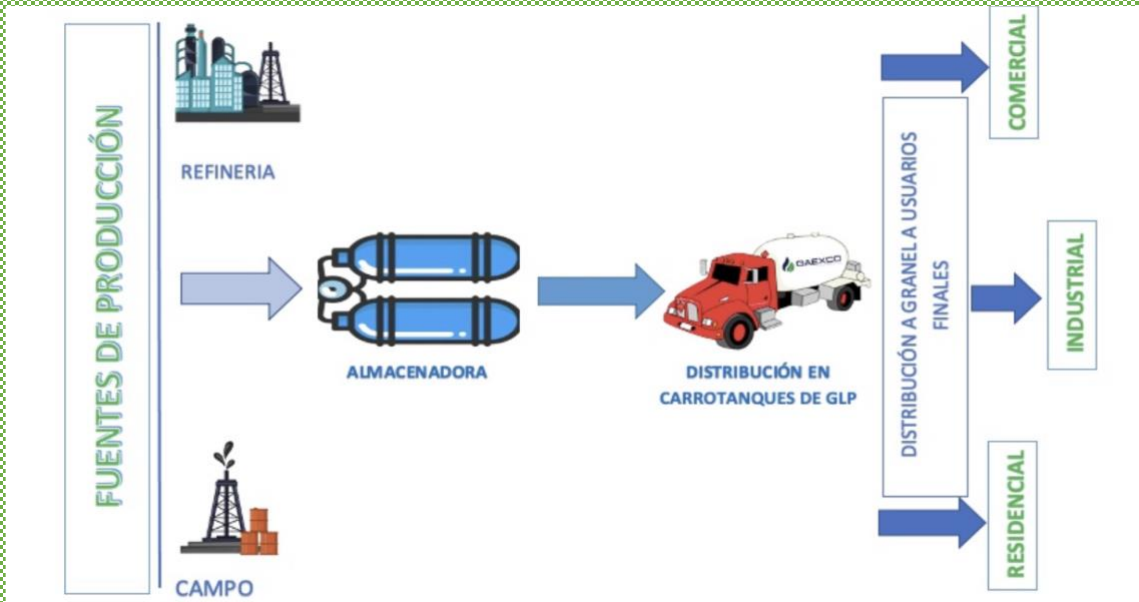 FUENTES DE PRODUCCIÓN
REFINERIA
CAMPO
ALMACENADORA
GAEXCO
DISTRIBUCIÓN EN
CARROTANQUES DE GLP
DISTRIBUCIÓN A GRANEL A USUARIOS
FINALES
COMERCIAL
INDUSTRIAL
RESIDENCIAL